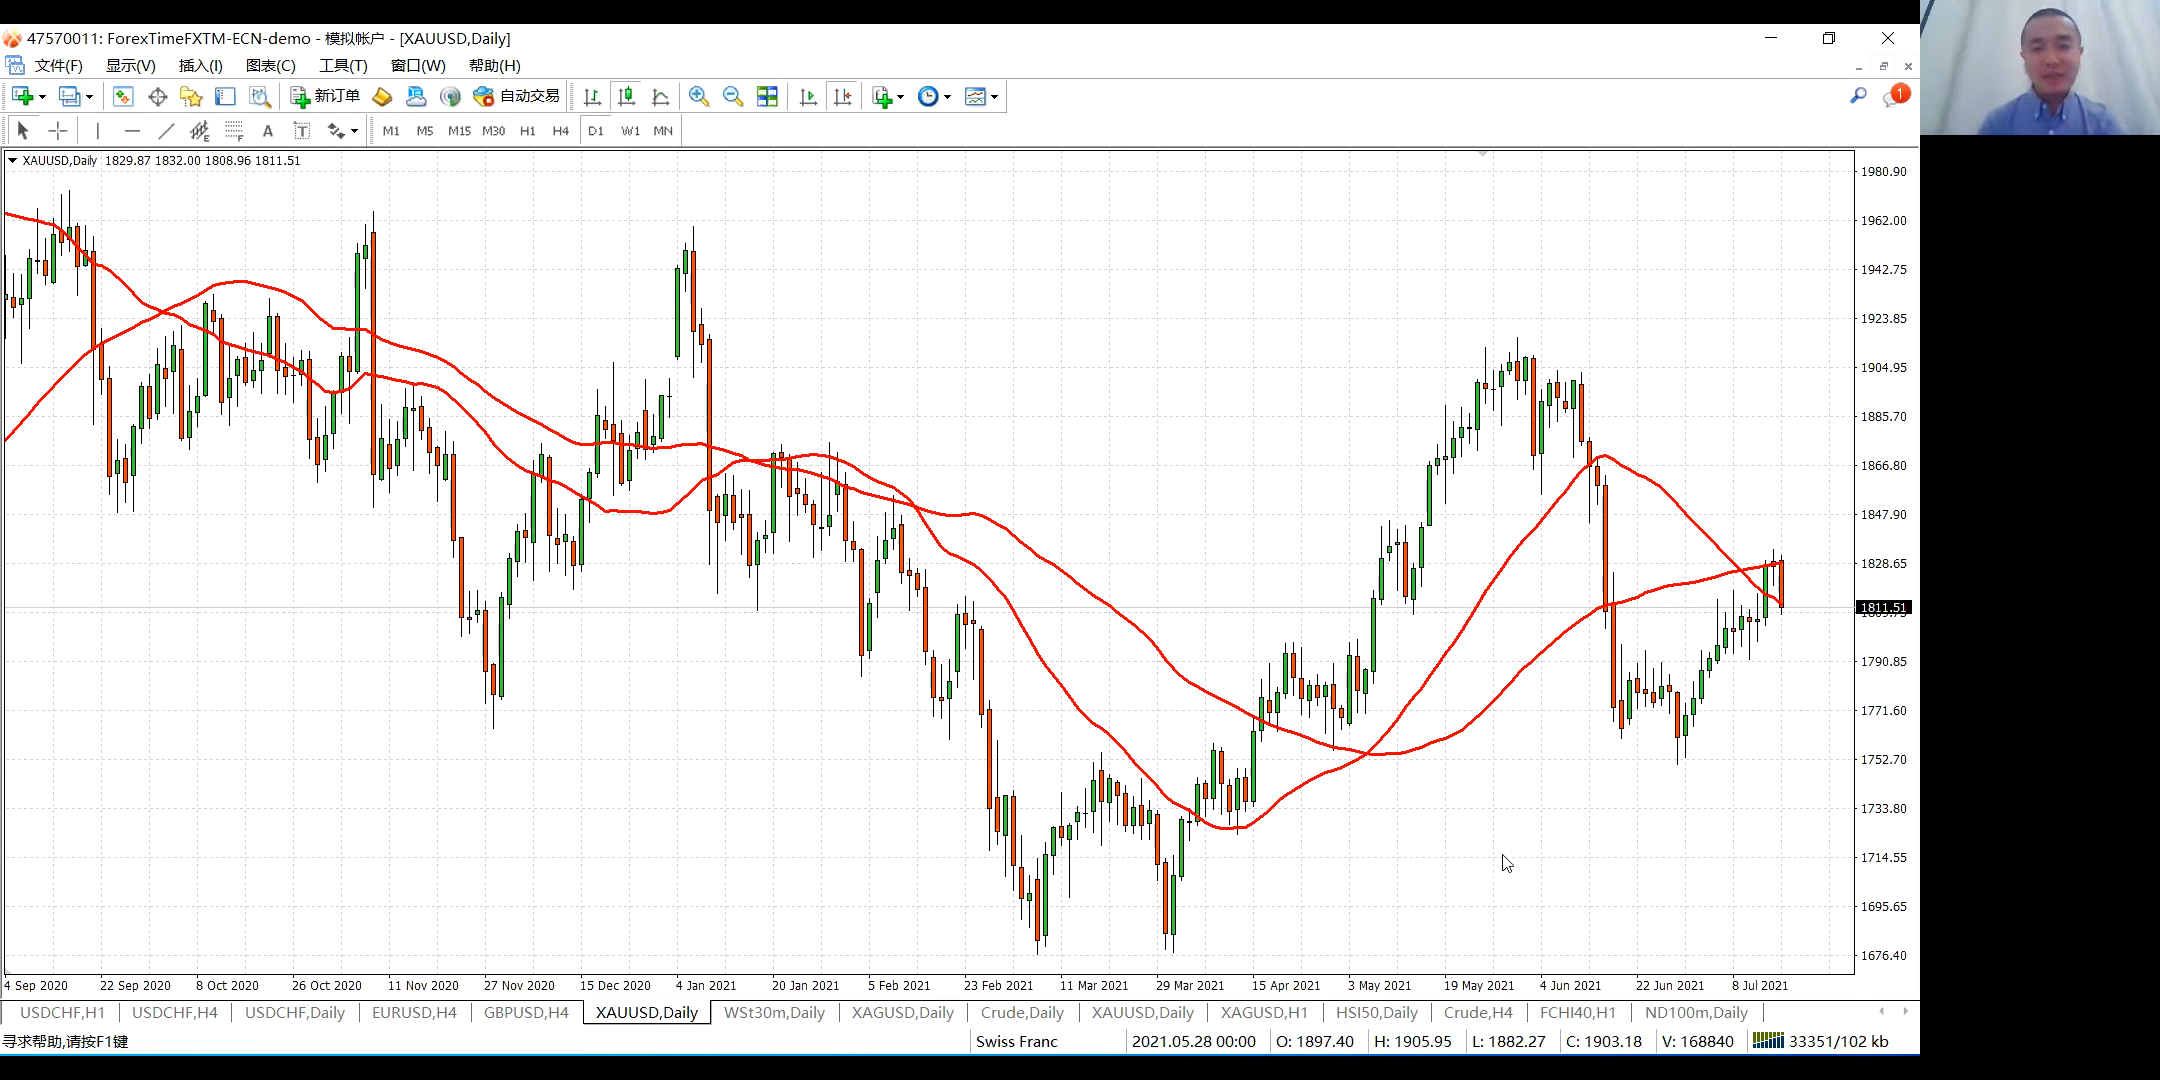 47570011: ForexTimeFXTM-ECN-demo - 模拟帐户 - [XAUUSD,Daily]
文件(F) 显示(V) 插入(I) 图表(C) 工具(T) 窗口(W) 帮助(H)
新订单 自动交易 1
E F A T M1 M5 M15 M30 H1 H4 D1 W1 MN
XAUUSD,Daily 1829.87 1832.00 1808.96 1811.51
1980.90
1962.00
1942.75
1923.85
1904.95
1885.70
1866.80
1847.90
1828.65
1811.51
1790.85
1771.60
1752.70
1733.80
1714.55
1695.65
1676.40
4 Sep 2020 22 Sep 2020 8 Oct 2020 26 Oct 2020 11 Nov 2020 27 Nov 2020 15 Dec 2020 4 Jan 2021 20 Jan 2021 5 Feb 2021 23 Feb 2021 11 Mar 2021 29 Mar 2021 15 Apr 2021 3 May 2021 19 May 2021 4 Jun 2021 22 Jun 2021 8 Jul 2021
USDCHF,H1 USDCHF,H4 USDCHF,Daily EURUSD,H4 GBPUSD,H4 XAUUSD,Daily WSt30m,Daily XAGUSD,Daily Crude,Daily XAUUSD,Daily XAGUSD,H1 HSI50,Daily Crude,H4 FCHI40,H1 ND100m,Daily
寻求帮助,请按F1键 Swiss Franc 2021.05.28 00:00 O: 1897.40 H: 1905.95 L: 1882.27 C: 1903.18 V: 168840 33351/102 kb